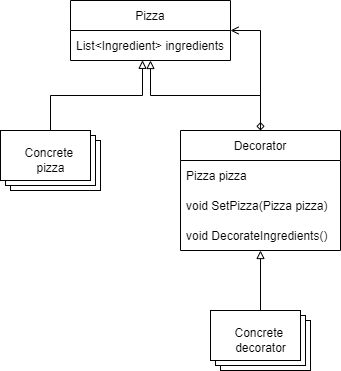 Pizza
List<Ingredient> ingredients
Concrete
pizza
Decorator
Pizza pizza
void SetPizza(Pizza pizza)
void DecorateIngredients()
Concrete
decorator